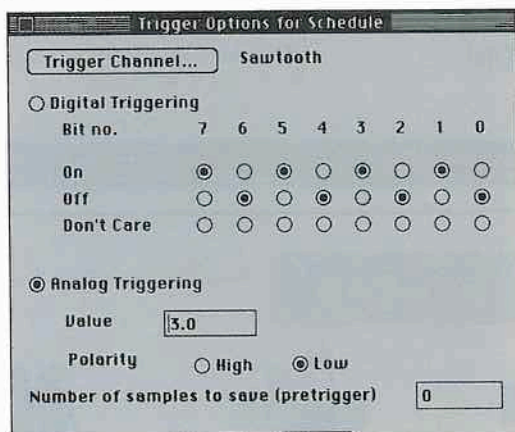 Trigger Options for Schedule
Trigger Channel... Sawtooth
Digital Triggering
Bit no. 7 6 5 4 3 2 1 0
On
Off
Don't Care
Analog Triggering
Value 3.0
Polarity High Low
Number of samples to save (pretrigger) 0